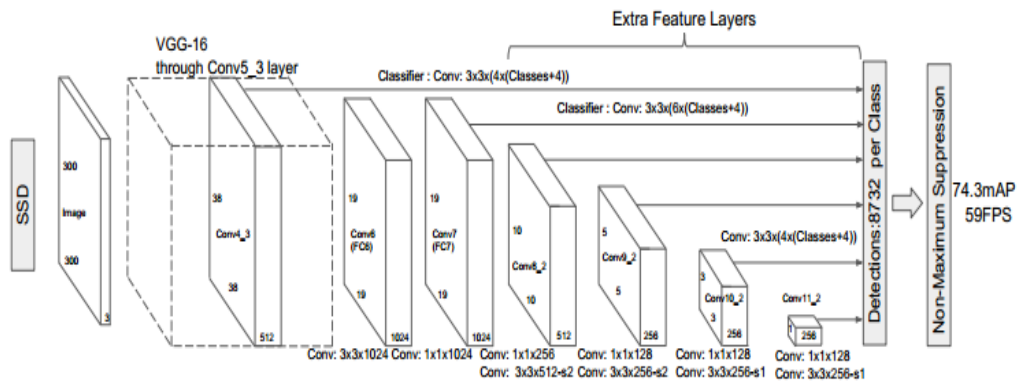 Extra Feature Layers
VGG-16
through Conv5_3 layer
Classifier : Conv: 3x3x(4x(Classes+4))
Classifier : Conv: 3x3x(6x(Classes+4))
SSD
300
Image
300
3
38
Conv4_3
38
512
19
Conv6
(FC6)
19
1024
19
Conv7
(FC7)
19
1024
10
Conv8_2
10
512
5
Conv9_2
5
256
Conv: 3x3x(4x(Classes+4))
3
Conv10_2
3
256
Conv11_2
1
256
Detections:8732 per Class
Non-Maximum Suppression
74.3mAP
59FPS
Conv: 3x3x1024
Conv: 1x1x1024
Conv: 1x1x256
Conv: 3x3x512-s2
Conv: 1x1x128
Conv: 3x3x256-s2
Conv: 1x1x128
Conv: 3x3x256-s1
Conv: 1x1x128
Conv: 3x3x256-s1